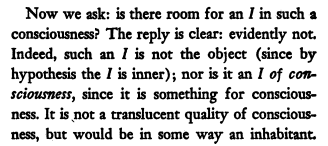 Now we ask: is there room for an I in such a
consciousness? The reply is clear: evidently not.
Indeed, such an I is not the object (since by
hypothesis the I is inner); nor is it an I of con-
sciousness, since it is something for conscious-
ness. It is not a translucent quality of conscious-
ness, but would be in some way an inhabitant.